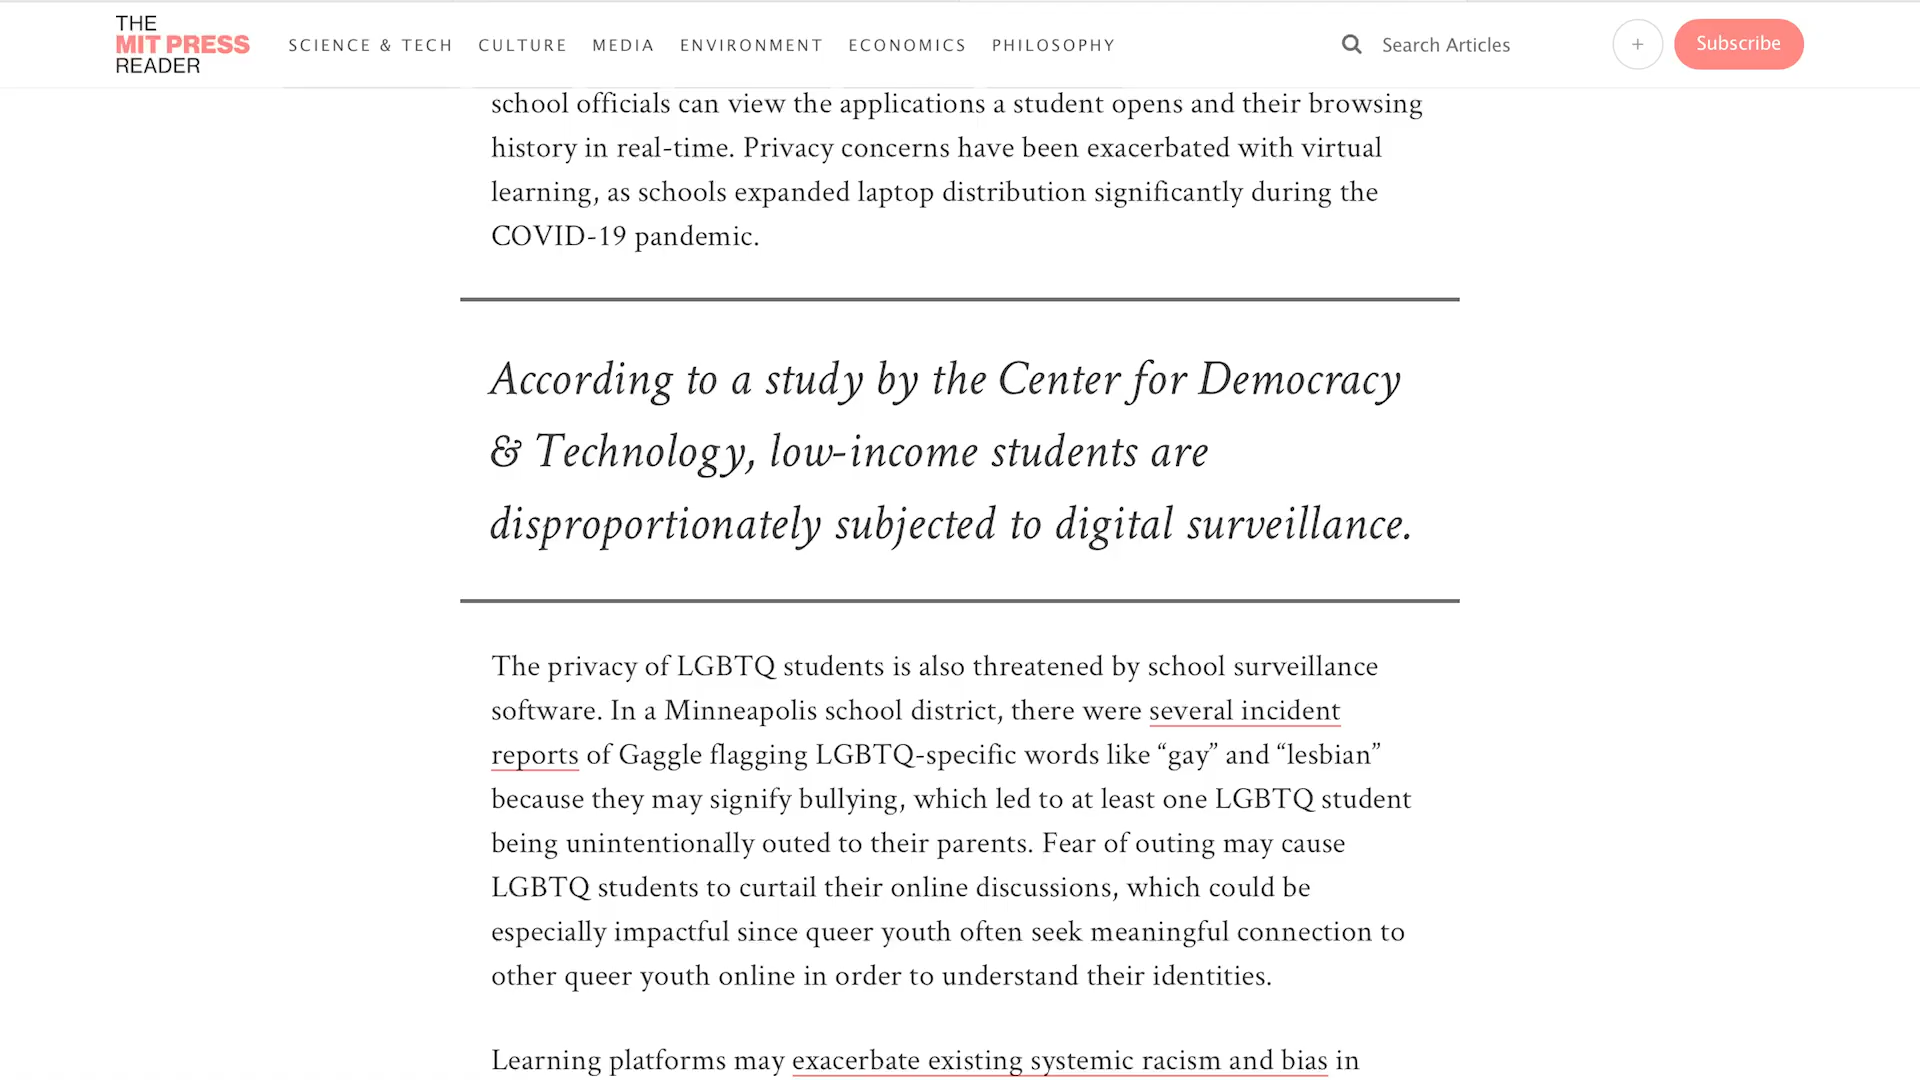 THE
MIT PRESS
READER
SCIENCE & TECH CULTURE MEDIA ENVIRONMENT ECONOMICS PHILOSOPHY
Search Articles
+
Subscribe
school officials can view the applications a student opens and their browsing
history in real-time. Privacy concerns have been exacerbated with virtual
learning, as schools expanded laptop distribution significantly during the
COVID-19 pandemic.
According to a study by the Center for Democracy
& Technology, low-income students are
disproportionately subjected to digital surveillance.
The privacy of LGBTQ students is also threatened by school surveillance
software. In a Minneapolis school district, there were several incident
reports of Gaggle flagging LGBTQ-specific words like “gay” and “lesbian”
because they may signify bullying, which led to at least one LGBTQ student
being unintentionally outed to their parents. Fear of outing may cause
LGBTQ students to curtail their online discussions, which could be
especially impactful since queer youth often seek meaningful connection to
other queer youth online in order to understand their identities.
Learning platforms may exacerbate existing systemic racism and bias in